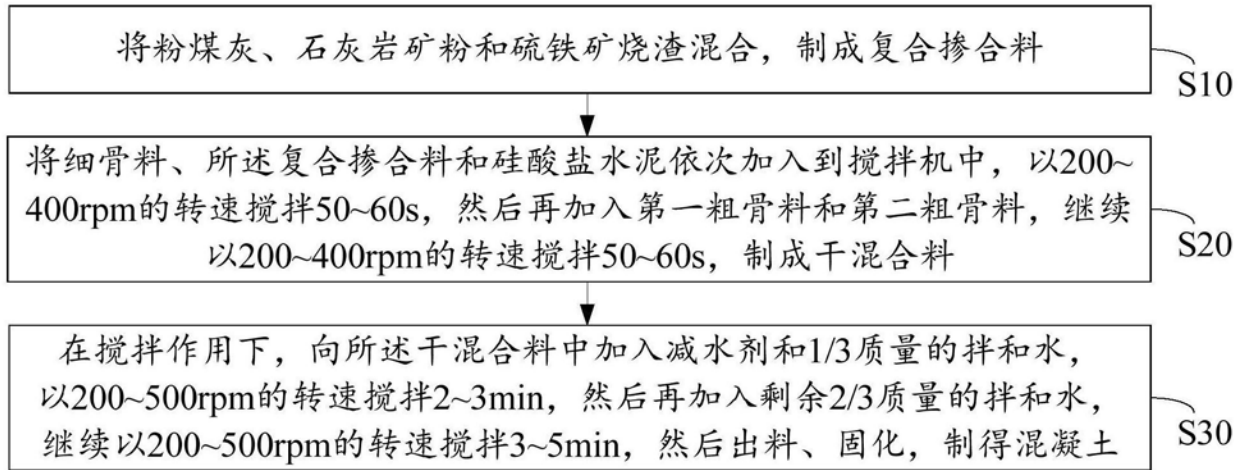 将粉煤灰、石灰岩矿粉和硫铁矿烧渣混合，制成复合掺合料
S10
将细骨料、所述复合掺合料和硅酸盐水泥依次加入到搅拌机中，以200~
400rpm的转速搅拌50~60s，然后再加入第一粗骨料和第二粗骨料，继续
以200~400rpm的转速搅拌50~60s，制成干混合料
S20
在搅拌作用下，向所述干混合料中加入减水剂和1/3质量的拌和水，
以200~500rpm的转速搅拌2~3min，然后再加入剩余2/3质量的拌和水，
继续以200~500rpm的转速搅拌3~5min，然后出料、固化，制得混凝土
S30